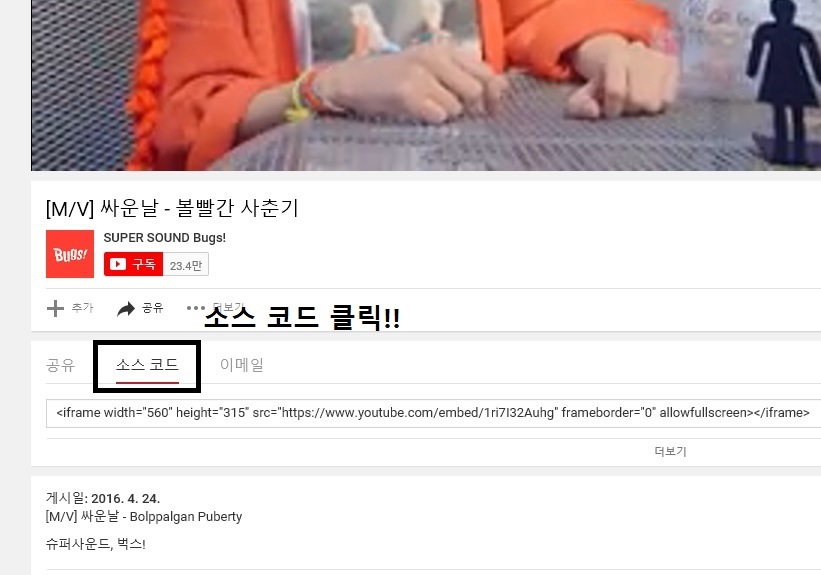 [M/V] 싸운날 - 볼빨간 사춘기
Bugs!
SUPER SOUND Bugs!
구독 23.4만
추가 공유 더보기
소스 코드 클릭!!
공유 소스 코드 이메일
<iframe width="560" height="315" src="https://www.youtube.com/embed/1ri7I32Auhg" frameborder="0" allowfullscreen></iframe>
더보기
게시일: 2016. 4. 24.
[M/V] 싸운날 - Bolppalgan Puberty
슈퍼사운드, 벅스!